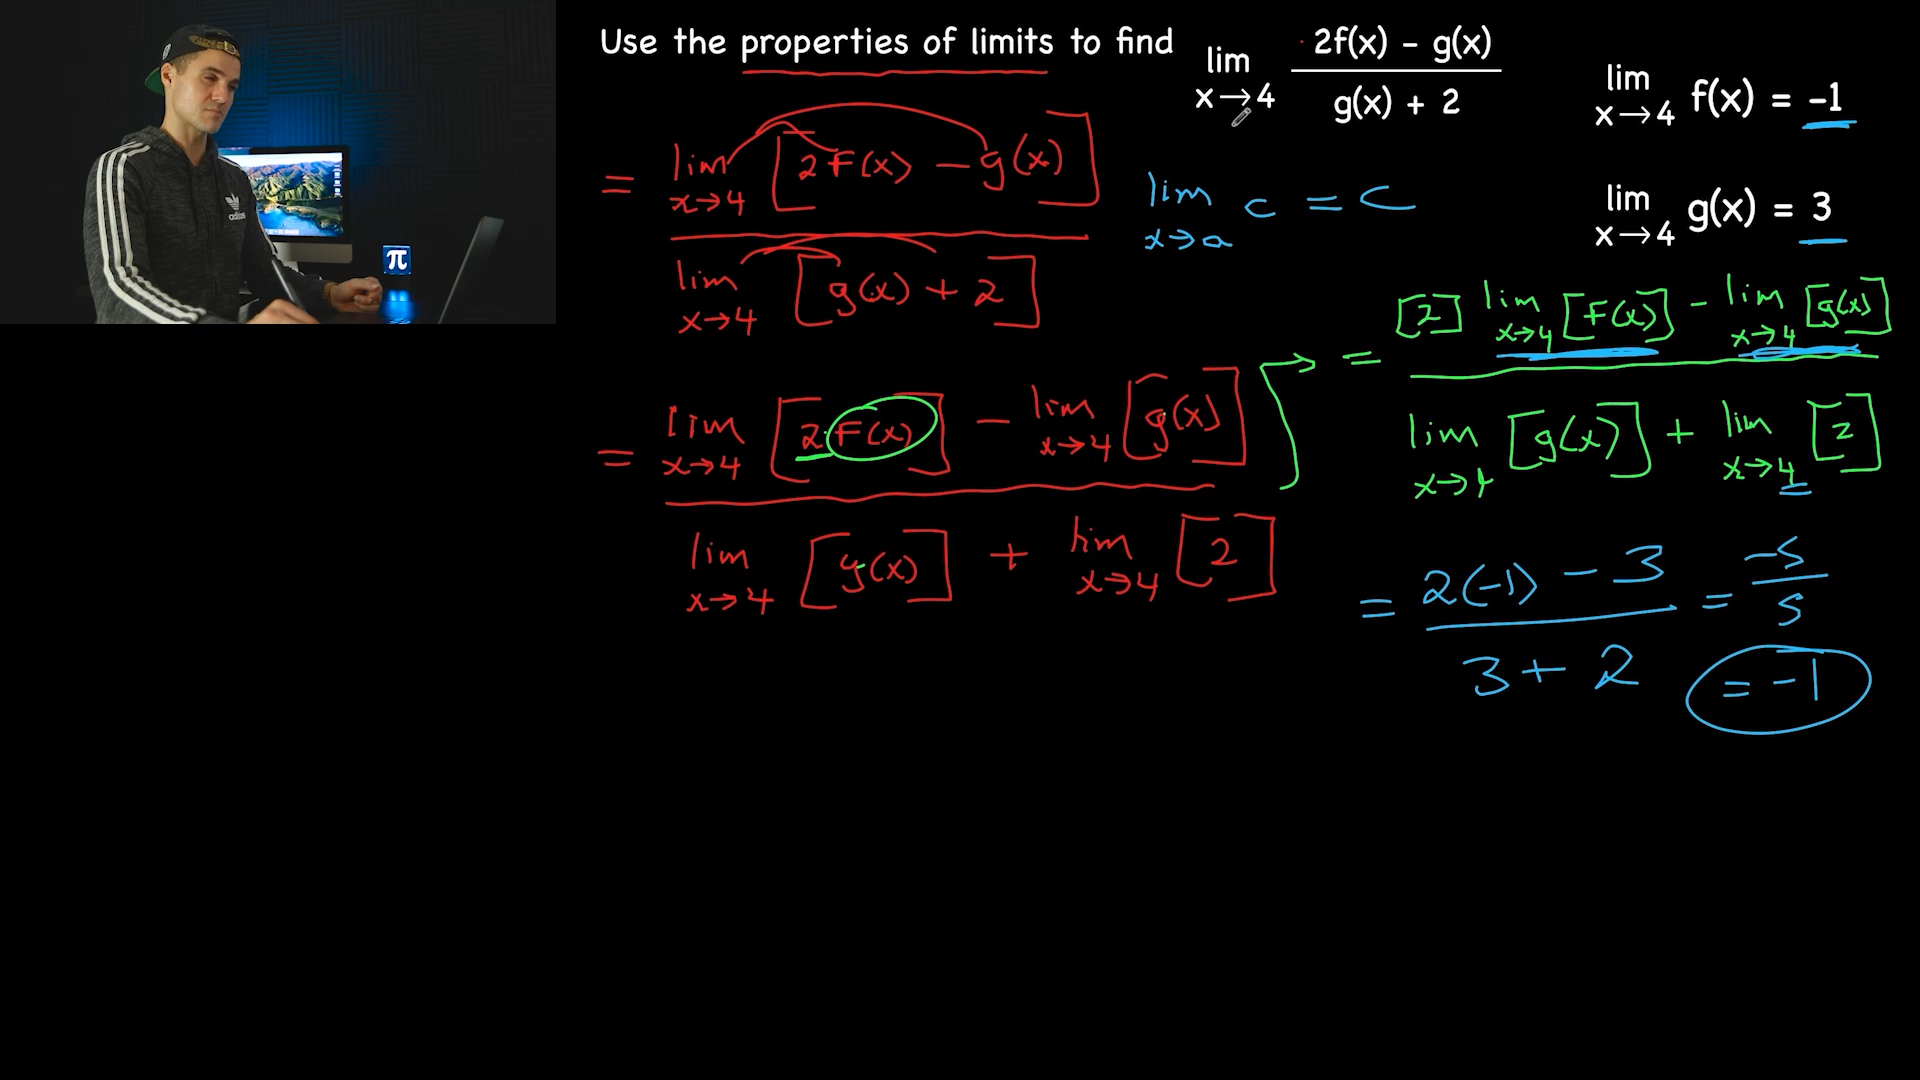 Use the properties of limits to find lim x→4 2f(x) - g(x) / g(x) + 2
lim x→4 f(x) = -1
lim x→4 g(x) = 3
= lim x→4 [2f(x) - g(x)]
lim x→4 [g(x) + 2]
lim x→a c = c
= lim x→4 [2·f(x)] - lim x→4 [g(x)]
lim x→4 [g(x)] + lim x→4 [2]
= [2] lim x→4 [f(x)] - lim x→4 [g(x)]
lim x→4 [g(x)] + lim x→4 [2]
= 2(-1) - 3 / 3 + 2 = -5 / 5
= -1
adidas
π